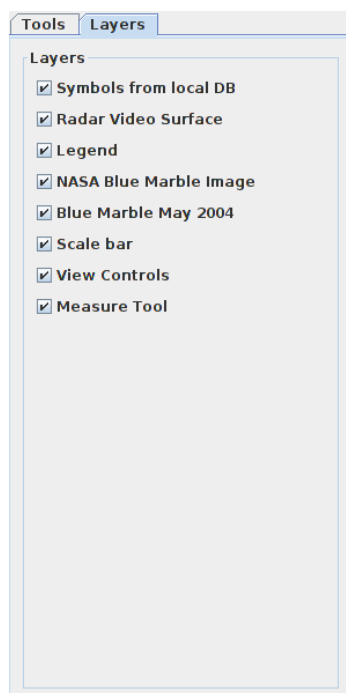 Tools Layers
Layers
Symbols from local DB
Radar Video Surface
Legend
NASA Blue Marble Image
Blue Marble May 2004
Scale bar
View Controls
Measure Tool